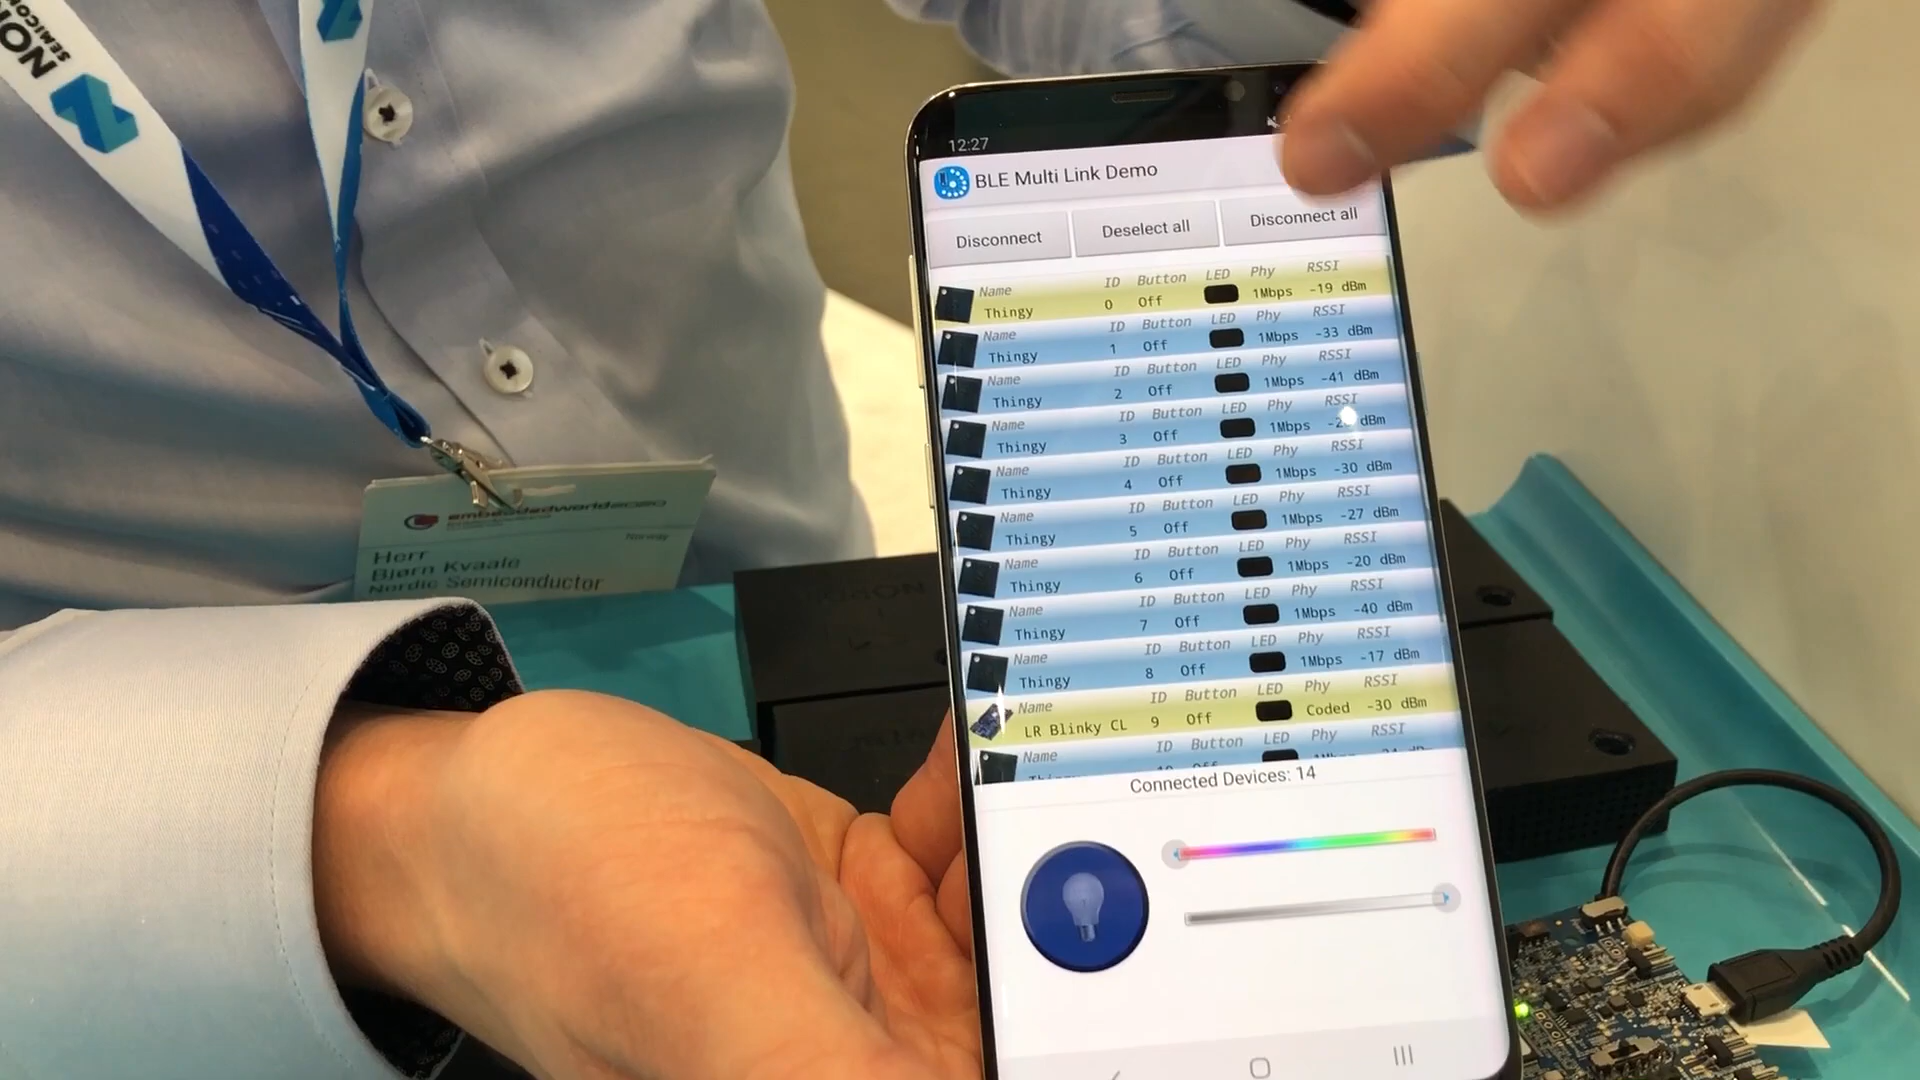 NOR
SEMICON
embeddedworld2020
Norway
Herr
Bjørn Kvaale
Nordic Semiconductor
12:27
BLE Multi Link Demo
Disconnect Deselect all Disconnect all
Name ID Button LED Phy RSSI
Thingy 0 Off 1Mbps -19 dBm
Name ID Button LED Phy RSSI
Thingy 1 Off 1Mbps -33 dBm
Name ID Button LED Phy RSSI
Thingy 2 Off 1Mbps -41 dBm
Name ID Button LED Phy RSSI
Thingy 3 Off 1Mbps dBm
Name ID Button LED Phy RSSI
Thingy 4 Off 1Mbps -30 dBm
Name ID Button LED Phy RSSI
Thingy 5 Off 1Mbps -27 dBm
Name ID Button LED Phy RSSI
Thingy 6 Off 1Mbps -20 dBm
Name ID Button LED Phy RSSI
Thingy 7 Off 1Mbps -40 dBm
Name ID Button LED Phy RSSI
Thingy 8 Off 1Mbps -17 dBm
Name ID Button LED Phy RSSI
LR Blinky CL 9 Off Coded -30 dBm
Name ID Button LED Phy RSSI
Connected Devices: 14